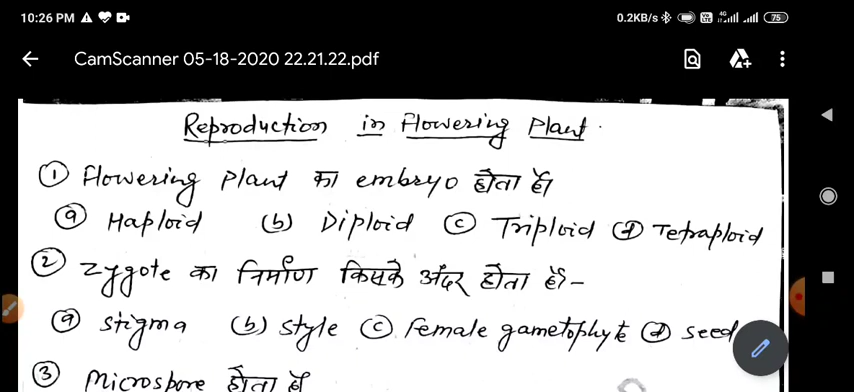 10:26 PM
0.2KB/s 4G 75
CamScanner 05-18-2020 22.21.22.pdf
Reproduction in Flowering Plant.
① Flowering Plant का embryo होता है।
ⓐ Haploid (b) Diploid ⓒ Triploid ⓓ Tetraploid
② Zygote का निर्माण किसके अंदर होता है-
ⓐ Stigma (b) Style ⓒ Female gametophyte ⓓ seed
③ Microspore होता है